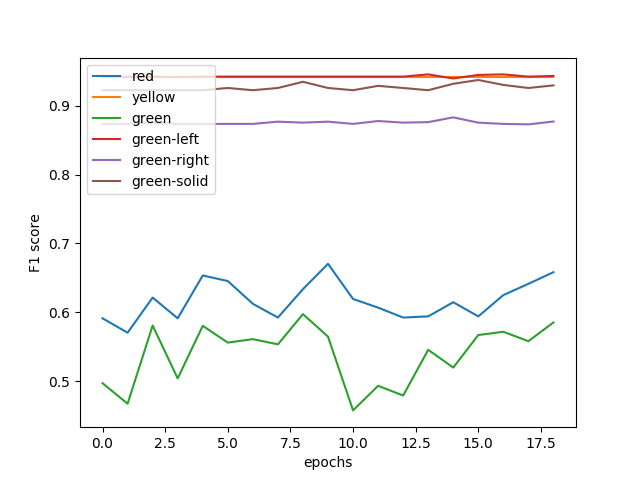 red
yellow
green
green-left
green-right
green-solid
0.9
0.8
0.7
0.6
0.5
F1 score
0.0 2.5 5.0 7.5 10.0 12.5 15.0 17.5
epochs